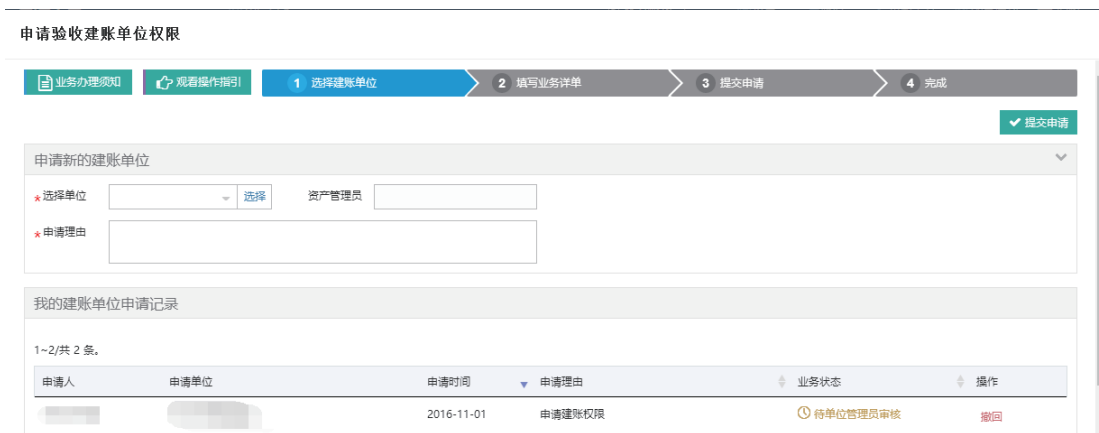 申请验收建账单位权限
业务办理须知 观看操作指引 1 选择建账单位 2 填写业务详单 3 提交申请 4 完成
提交申请
申请新的建账单位
*选择单位 选择 资产管理员
*申请理由
我的建账单位申请记录
1~2/共 2 条。
申请人 申请单位 申请时间 申请理由 业务状态 操作
2016-11-01 申请建账权限 待单位管理员审核 撤回